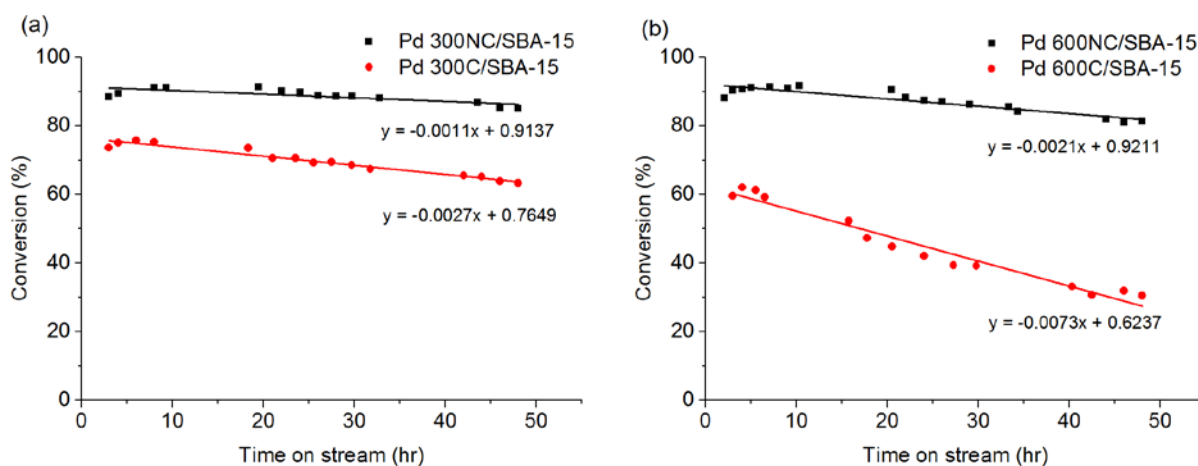 (a)
Pd 300NC/SBA-15
Pd 300C/SBA-15
100
80
60
40
20
0
Conversion (%)
y = -0.0011x + 0.9137
y = -0.0027x + 0.7649
0 10 20 30 40 50
Time on stream (hr)
(b)
Pd 600NC/SBA-15
Pd 600C/SBA-15
100
80
60
40
20
0
Conversion (%)
y = -0.0021x + 0.9211
y = -0.0073x + 0.6237
0 10 20 30 40 50
Time on stream (hr)